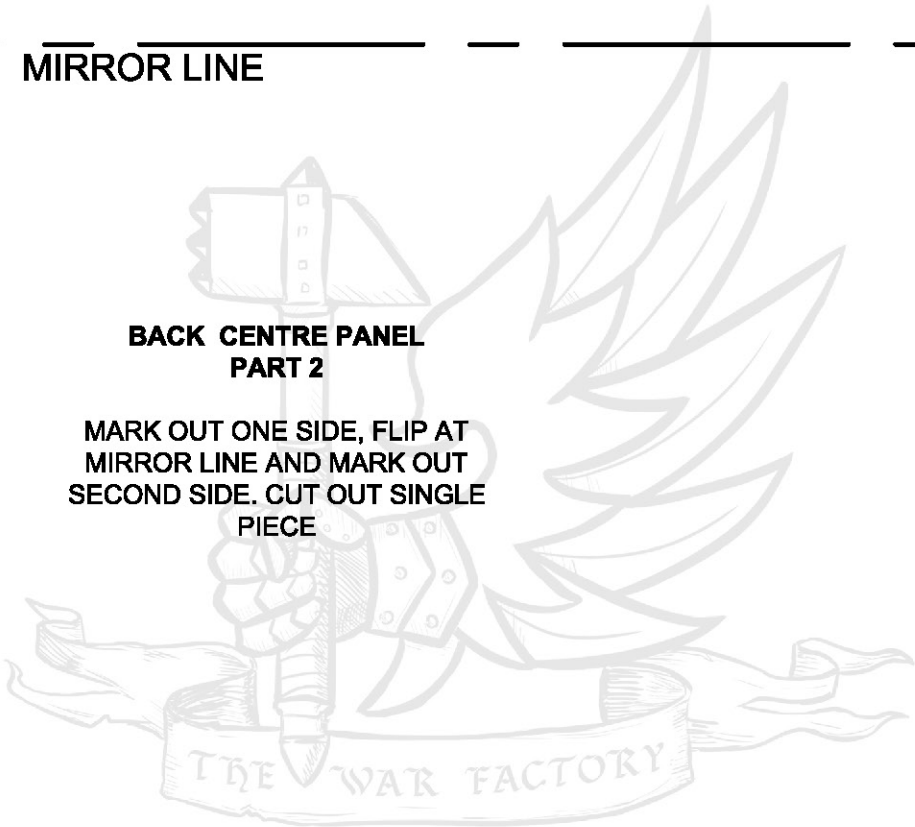 MIRROR LINE
BACK CENTRE PANEL
PART 2
MARK OUT ONE SIDE, FLIP AT
MIRROR LINE AND MARK OUT
SECOND SIDE. CUT OUT SINGLE
PIECE
THE WAR FACTORY